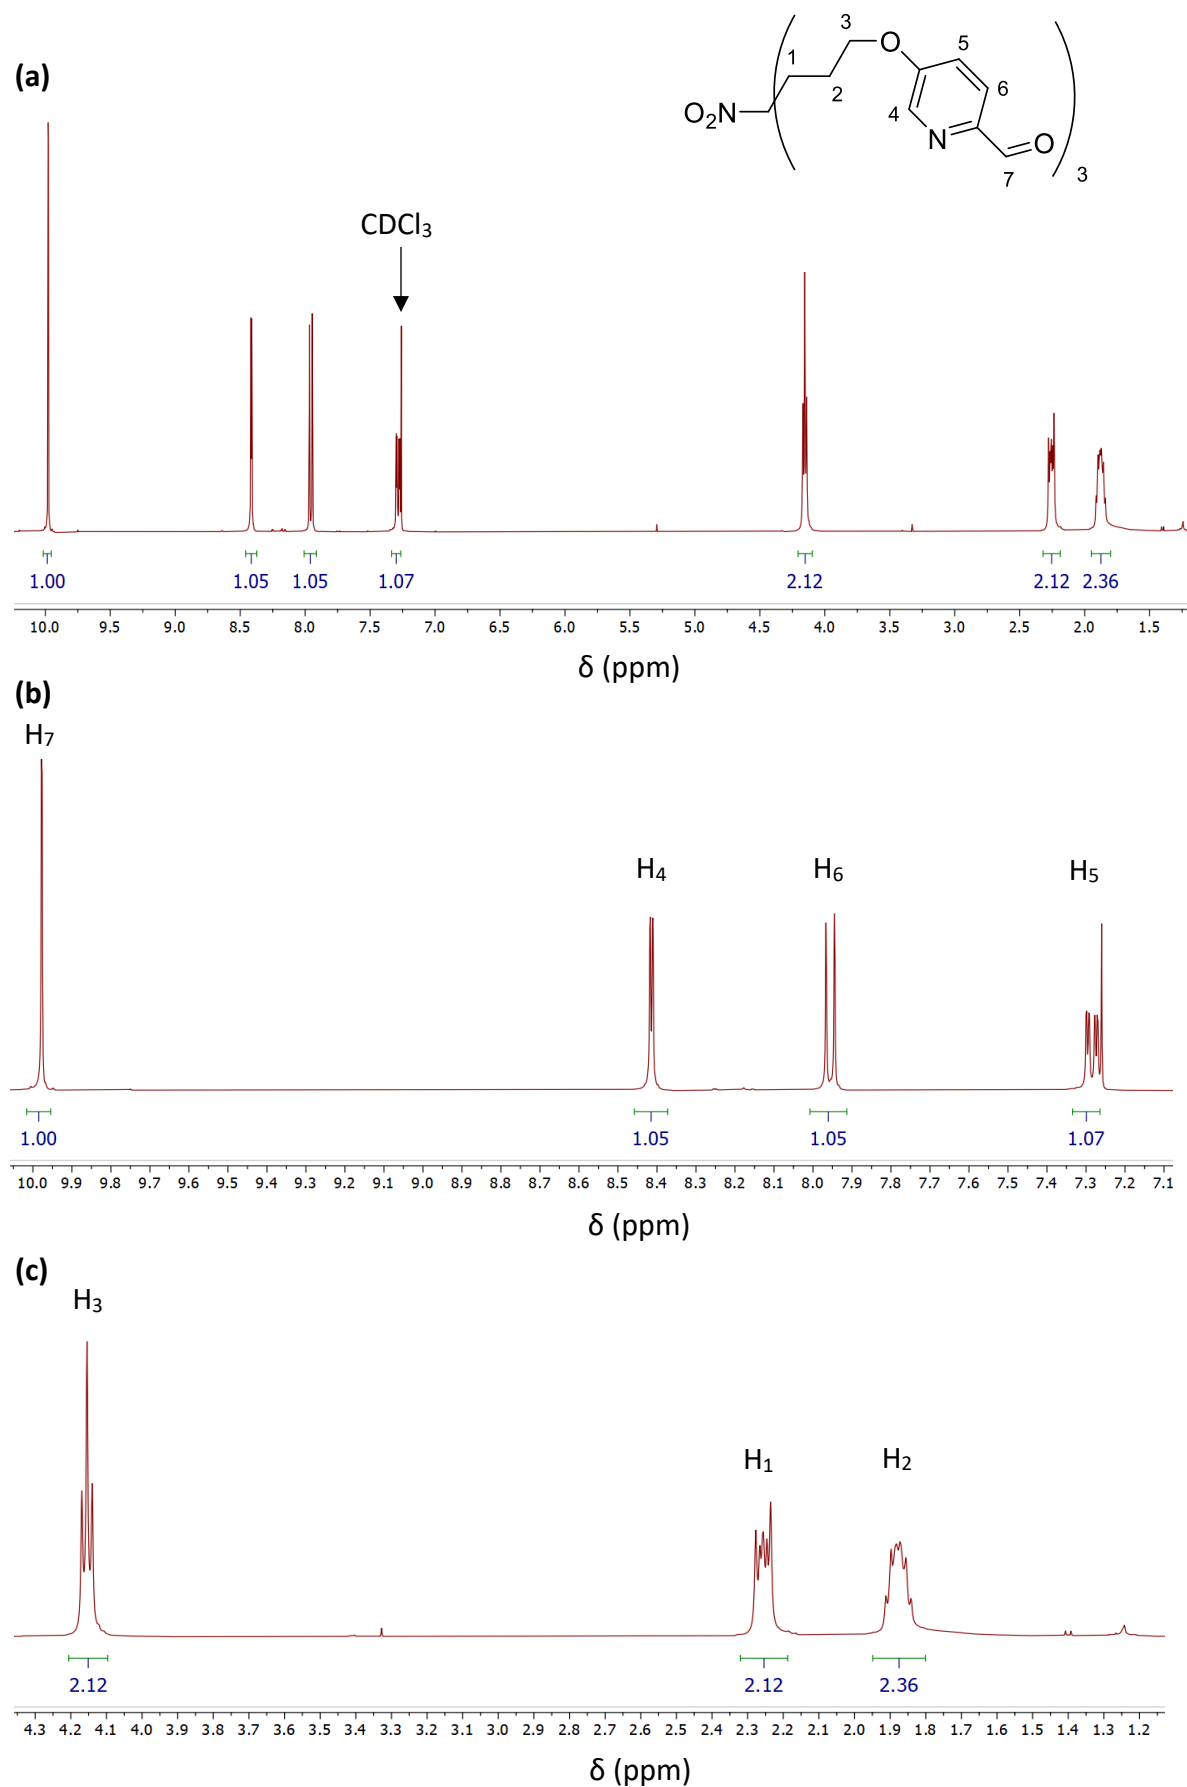 (a)
3
O
1
5
2
6
O₂N
4
N
O
7
3
CDCl₃
1.00 1.05 1.05 1.07 2.12 2.12 2.36
10.0 9.5 9.0 8.5 8.0 7.5 7.0 6.5 6.0 5.5 5.0 4.5 4.0 3.5 3.0 2.5 2.0 1.5
δ (ppm)
(b)
H₇
H₄ H₆ H₅
1.00 1.05 1.05 1.07
10.0 9.9 9.8 9.7 9.6 9.5 9.4 9.3 9.2 9.1 9.0 8.9 8.8 8.7 8.6 8.5 8.4 8.3 8.2 8.1 8.0 7.9 7.8 7.7 7.6 7.5 7.4 7.3 7.2 7.1
δ (ppm)
(c)
H₃
H₁ H₂
2.12 2.12 2.36
4.3 4.2 4.1 4.0 3.9 3.8 3.7 3.6 3.5 3.4 3.3 3.2 3.1 3.0 2.9 2.8 2.7 2.6 2.5 2.4 2.3 2.2 2.1 2.0 1.9 1.8 1.7 1.6 1.5 1.4 1.3 1.2
δ (ppm)